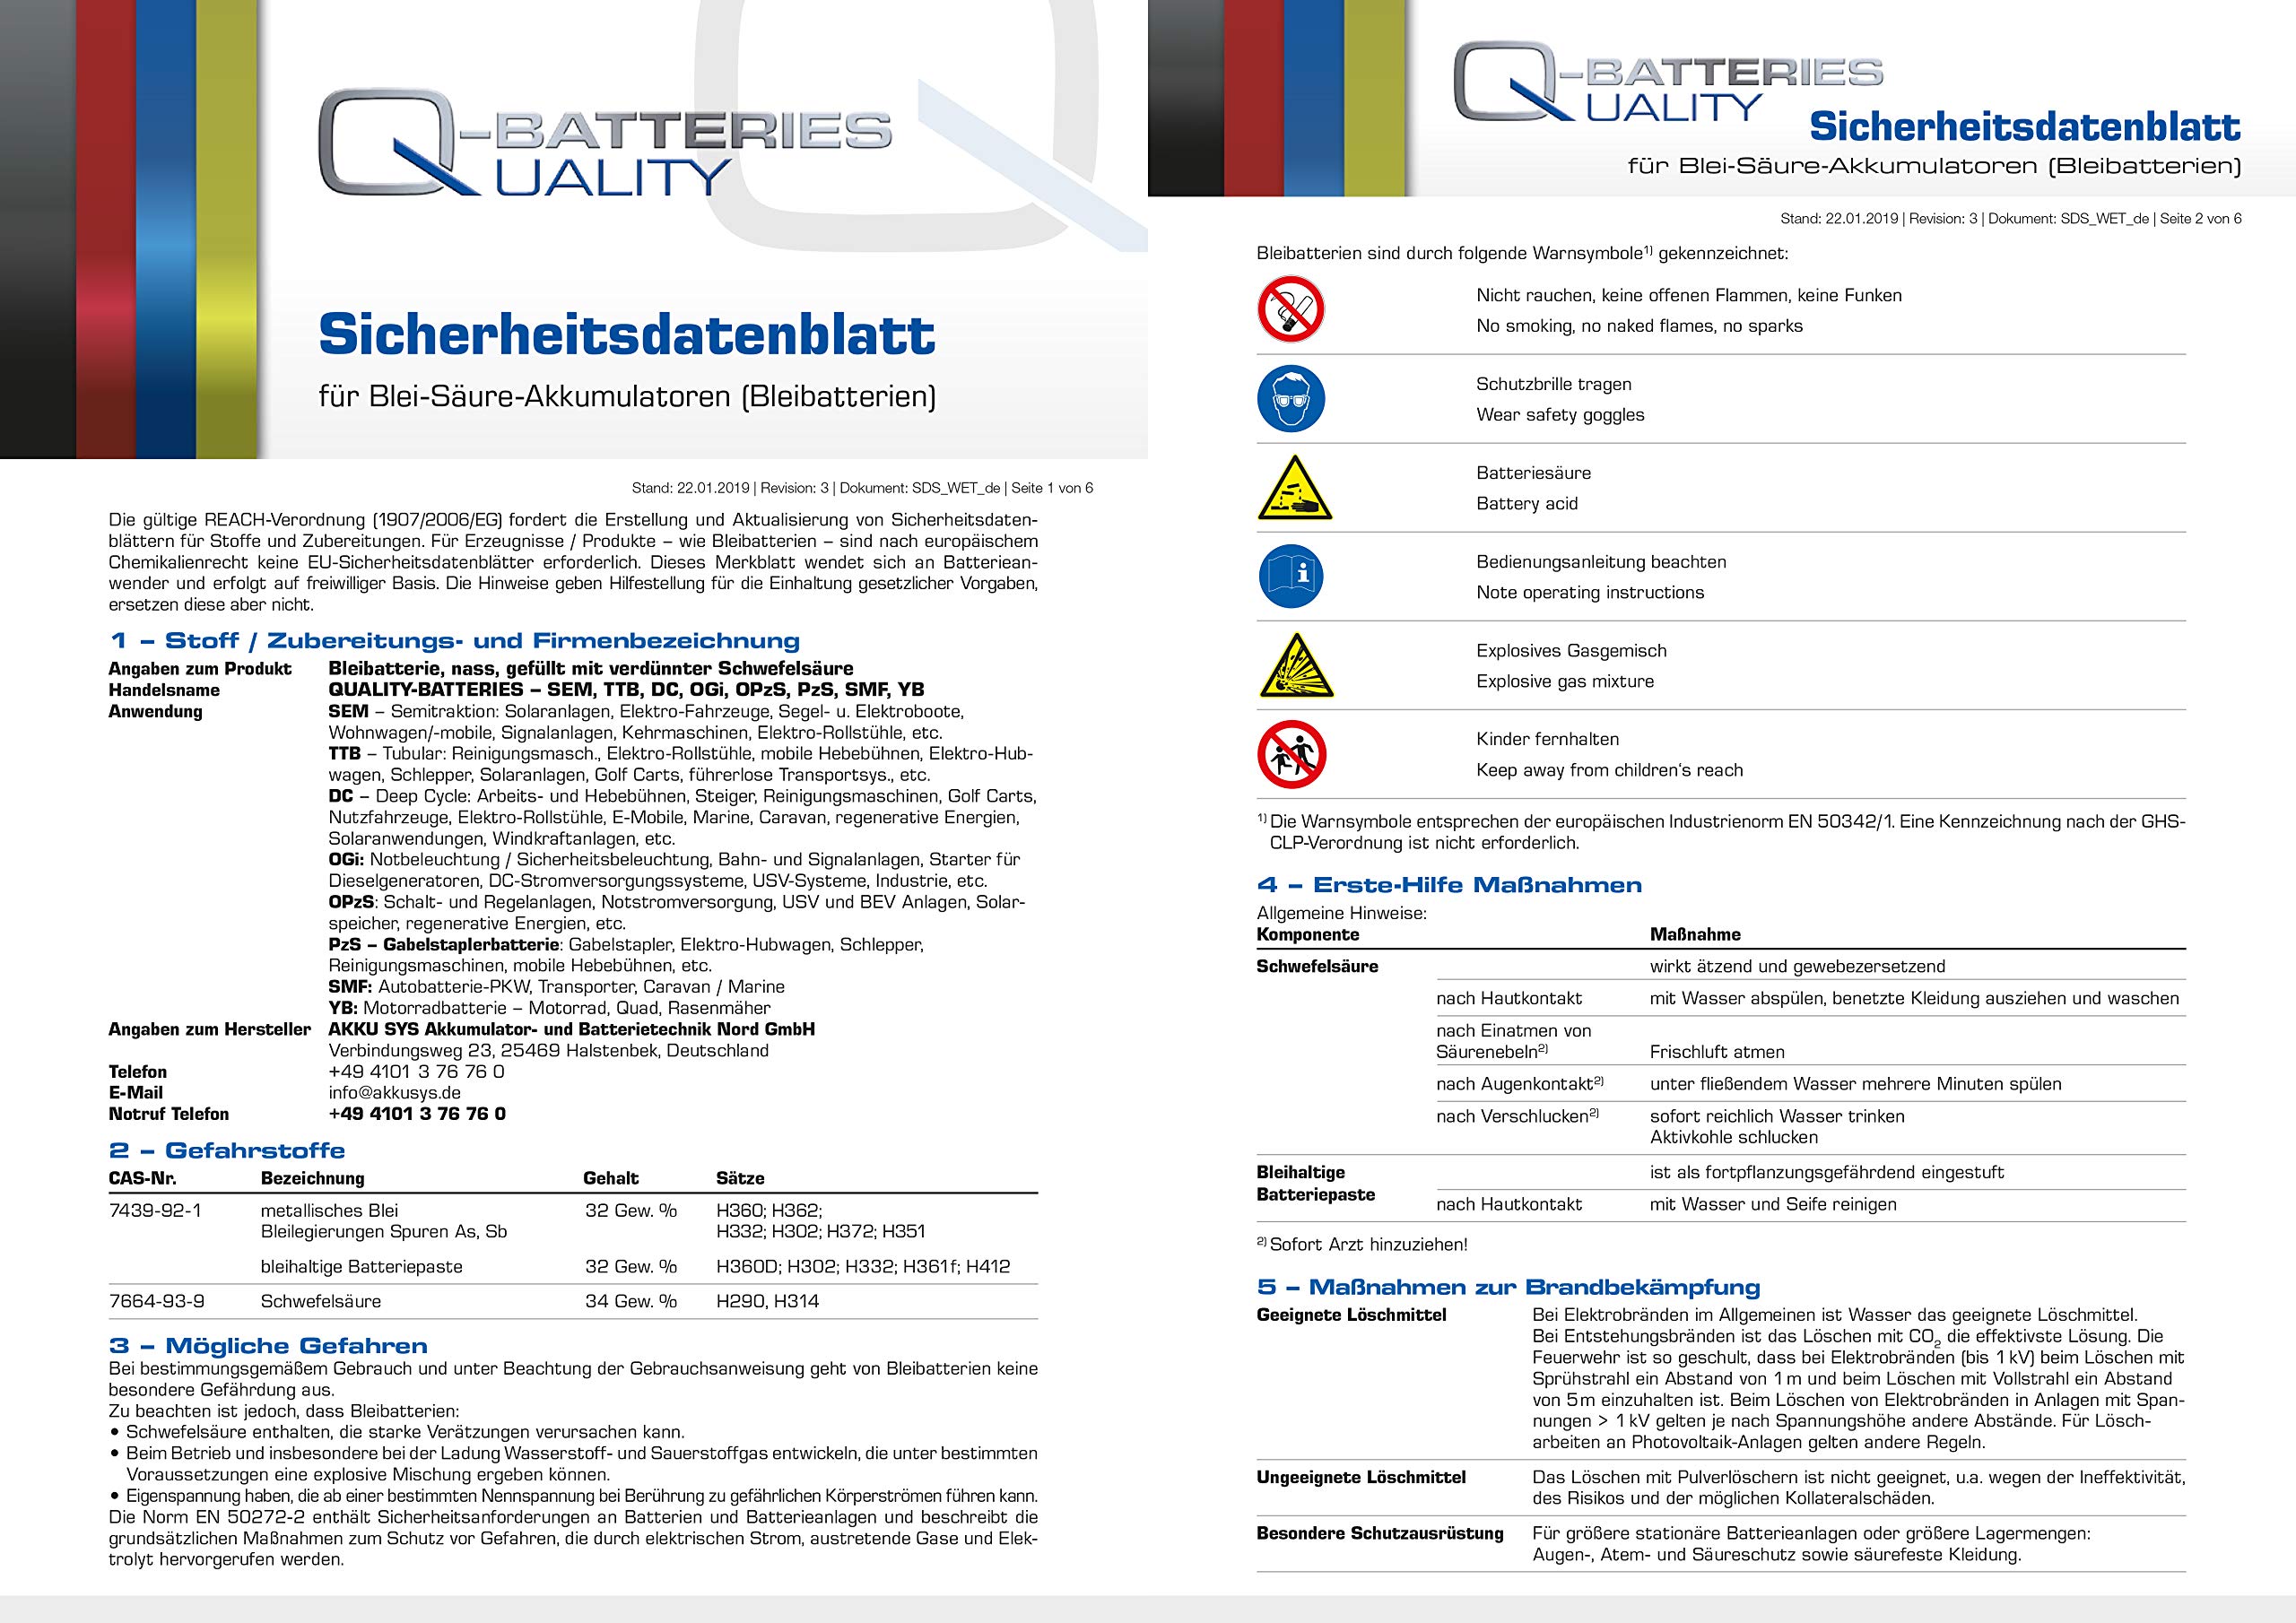 Q-BATTERIES
QUALITY
Sicherheitsdatenblatt
für Blei-Säure-Akkumulatoren (Bleibatterien)
Stand: 22.01.2019 | Revision: 3 | Dokument: SDS_WET_de | Seite 1 von 6
Die gültige REACH-Verordnung (1907/2006/EG) fordert die Erstellung und Aktualisierung von Sicherheitsdaten-
blättern für Stoffe und Zubereitungen. Für Erzeugnisse / Produkte – wie Bleibatterien – sind nach europäischem
Chemikalienrecht keine EU-Sicherheitsdatenblätter erforderlich. Dieses Merkblatt wendet sich an Batteriean-
wender und erfolgt auf freiwilliger Basis. Die Hinweise geben Hilfestellung für die Einhaltung gesetzlicher Vorgaben,
ersetzen diese aber nicht.
1 – Stoff / Zubereitungs- und Firmenbezeichnung
Angaben zum Produkt Bleibatterie, nass, gefüllt mit verdünnter Schwefelsäure
Handelsname QUALITY-BATTERIES – SEM, TTB, DC, OGi, OPzS, PzS, SMF, YB
Anwendung SEM – Semitraktion: Solaranlagen, Elektro-Fahrzeuge, Segel- u. Elektroboote,
Wohnwagen/-mobile, Signalanlagen, Kehrmaschinen, Elektro-Rollstühle, etc.
TTB – Tubular: Reinigungsmasch., Elektro-Rollstühle, mobile Hebebühnen, Elektro-Hub-
wagen, Schlepper, Solaranlagen, Golf Carts, führerlose Transportsys., etc.
DC – Deep Cycle: Arbeits- und Hebebühnen, Steiger, Reinigungsmaschinen, Golf Carts,
Nutzfahrzeuge, Elektro-Rollstühle, E-Mobile, Marine, Caravan, regenerative Energien,
Solaranwendungen, Windkraftanlagen, etc.
OGi: Notbeleuchtung / Sicherheitsbeleuchtung, Bahn- und Signalanlagen, Starter für
Dieselgeneratoren, DC-Stromversorgungssysteme, USV-Systeme, Industrie, etc.
OPzS: Schalt- und Regelanlagen, Notstromversorgung, USV und BEV Anlagen, Solar-
speicher, regenerative Energien, etc.
PzS – Gabelstaplerbatterie: Gabelstapler, Elektro-Hubwagen, Schlepper,
Reinigungsmaschinen, mobile Hebebühnen, etc.
SMF: Autobatterie-PKW, Transporter, Caravan / Marine
YB: Motorradbatterie – Motorrad, Quad, Rasenmäher
Angaben zum Hersteller AKKU SYS Akkumulator- und Batterietechnik Nord GmbH
Verbindungsweg 23, 25469 Halstenbek, Deutschland
Telefon +49 4101 3 76 76 0
E-Mail info@akkusys.de
Notruf Telefon +49 4101 3 76 76 0
2 – Gefahrstoffe
CAS-Nr. Bezeichnung Gehalt Sätze
7439-92-1 metallisches Blei 32 Gew. % H360; H362;
Bleilegierungen Spuren As, Sb H332; H302; H372; H351
bleihaltige Batteriepaste 32 Gew. % H360D; H302; H332; H361f; H412
7664-93-9 Schwefelsäure 34 Gew. % H290, H314
3 – Mögliche Gefahren
Bei bestimmungsgemäßem Gebrauch und unter Beachtung der Gebrauchsanweisung geht von Bleibatterien keine
besondere Gefährdung aus.
Zu beachten ist jedoch, dass Bleibatterien:
• Schwefelsäure enthalten, die starke Verätzungen verursachen kann.
• Beim Betrieb und insbesondere bei der Ladung Wasserstoff- und Sauerstoffgas entwickeln, die unter bestimmten
Voraussetzungen eine explosive Mischung ergeben können.
• Eigenspannung haben, die ab einer bestimmten Nennspannung bei Berührung zu gefährlichen Körperströmen führen kann.
Die Norm EN 50272-2 enthält Sicherheitsanforderungen an Batterien und Batterieanlagen und beschreibt die
grundsätzlichen Maßnahmen zum Schutz vor Gefahren, die durch elektrischen Strom, austretende Gase und Elek-
trolyt hervorgerufen werden.
Q-BATTERIES
QUALITY
Sicherheitsdatenblatt
für Blei-Säure-Akkumulatoren (Bleibatterien)
Stand: 22.01.2019 | Revision: 3 | Dokument: SDS_WET_de | Seite 2 von 6
Bleibatterien sind durch folgende Warnsymbole¹⁾ gekennzeichnet:
Nicht rauchen, keine offenen Flammen, keine Funken
No smoking, no naked flames, no sparks
Schutzbrille tragen
Wear safety goggles
Batteriesäure
Battery acid
Bedienungsanleitung beachten
Note operating instructions
Explosives Gasgemisch
Explosive gas mixture
Kinder fernhalten
Keep away from children's reach
¹⁾ Die Warnsymbole entsprechen der europäischen Industrienorm EN 50342/1. Eine Kennzeichnung nach der GHS-
CLP-Verordnung ist nicht erforderlich.
4 – Erste-Hilfe Maßnahmen
Allgemeine Hinweise:
Komponente Maßnahme
Schwefelsäure wirkt ätzend und gewebezersetzend
nach Hautkontakt mit Wasser abspülen, benetzte Kleidung ausziehen und waschen
nach Einatmen von
Säurenebeln²⁾ Frischluft atmen
nach Augenkontakt²⁾ unter fließendem Wasser mehrere Minuten spülen
nach Verschlucken²⁾ sofort reichlich Wasser trinken
Aktivkohle schlucken
Bleihaltige ist als fortpflanzungsgefährdend eingestuft
Batteriepaste nach Hautkontakt mit Wasser und Seife reinigen
²⁾ Sofort Arzt hinzuziehen!
5 – Maßnahmen zur Brandbekämpfung
Geeignete Löschmittel Bei Elektrobränden im Allgemeinen ist Wasser das geeignete Löschmittel.
Bei Entstehungsbränden ist das Löschen mit CO₂ die effektivste Lösung. Die
Feuerwehr ist so geschult, dass bei Elektrobränden (bis 1 kV) beim Löschen mit
Sprühstrahl ein Abstand von 1 m und beim Löschen mit Vollstrahl ein Abstand
von 5 m einzuhalten ist. Beim Löschen von Elektrobränden in Anlagen mit Span-
nungen > 1 kV gelten je nach Spannungshöhe andere Abstände. Für Lösch-
arbeiten an Photovoltaik-Anlagen gelten andere Regeln.
Ungeeignete Löschmittel Das Löschen mit Pulverlöschern ist nicht geeignet, u.a. wegen der Ineffektivität,
des Risikos und der möglichen Kollateralschäden.
Besondere Schutzausrüstung Für größere stationäre Batterieanlagen oder größere Lagermengen:
Augen-, Atem- und Säureschutz sowie säurefeste Kleidung.